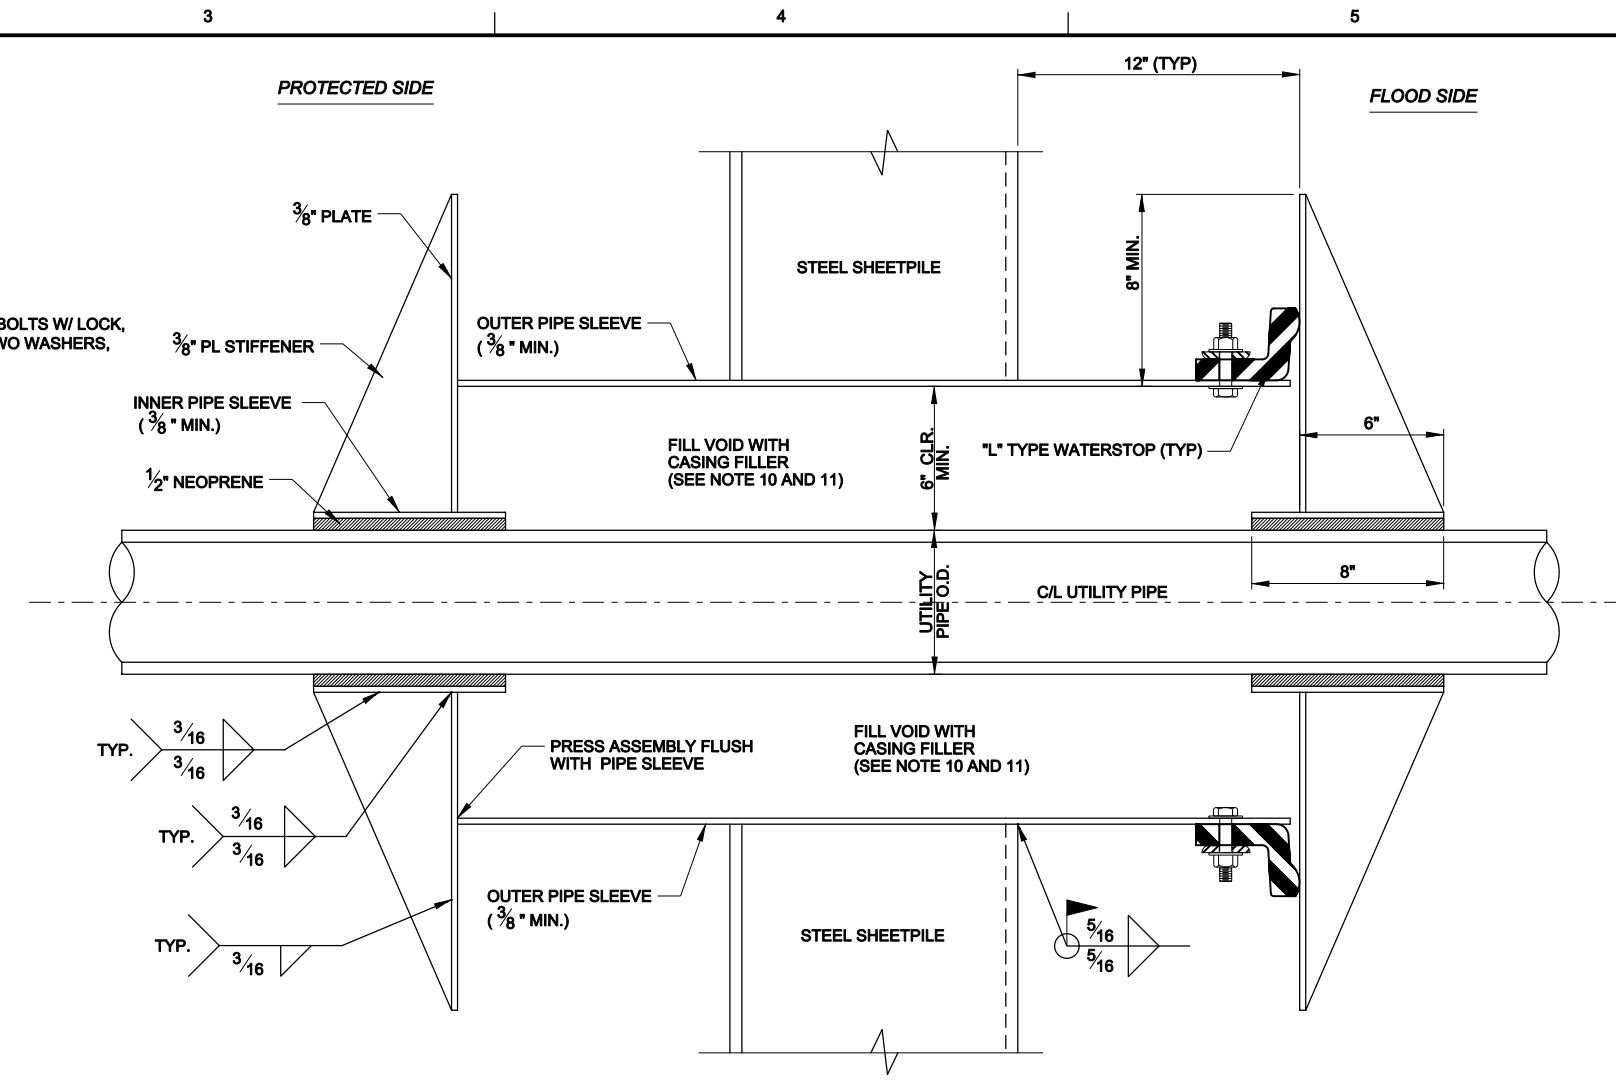 3
4
5
PROTECTED SIDE
12" (TYP)
FLOOD SIDE
3/8" PLATE
STEEL SHEETPILE
8" MIN.
BOLTS W/ LOCK,
WO WASHERS,
3/8" PL STIFFENER
OUTER PIPE SLEEVE
( 3/8 " MIN.)
INNER PIPE SLEEVE
( 3/8 " MIN.)
FILL VOID WITH
CASING FILLER
(SEE NOTE 10 AND 11)
6" CLR.
MIN.
"L" TYPE WATERSTOP (TYP)
6"
1/2" NEOPRENE
8"
C/L UTILITY PIPE
UTILITY
PIPE O.D.
TYP.
3/16
3/16
PRESS ASSEMBLY FLUSH
WITH PIPE SLEEVE
FILL VOID WITH
CASING FILLER
(SEE NOTE 10 AND 11)
TYP.
3/16
3/16
OUTER PIPE SLEEVE
( 3/8 " MIN.)
STEEL SHEETPILE
5/16
5/16
TYP.
3/16